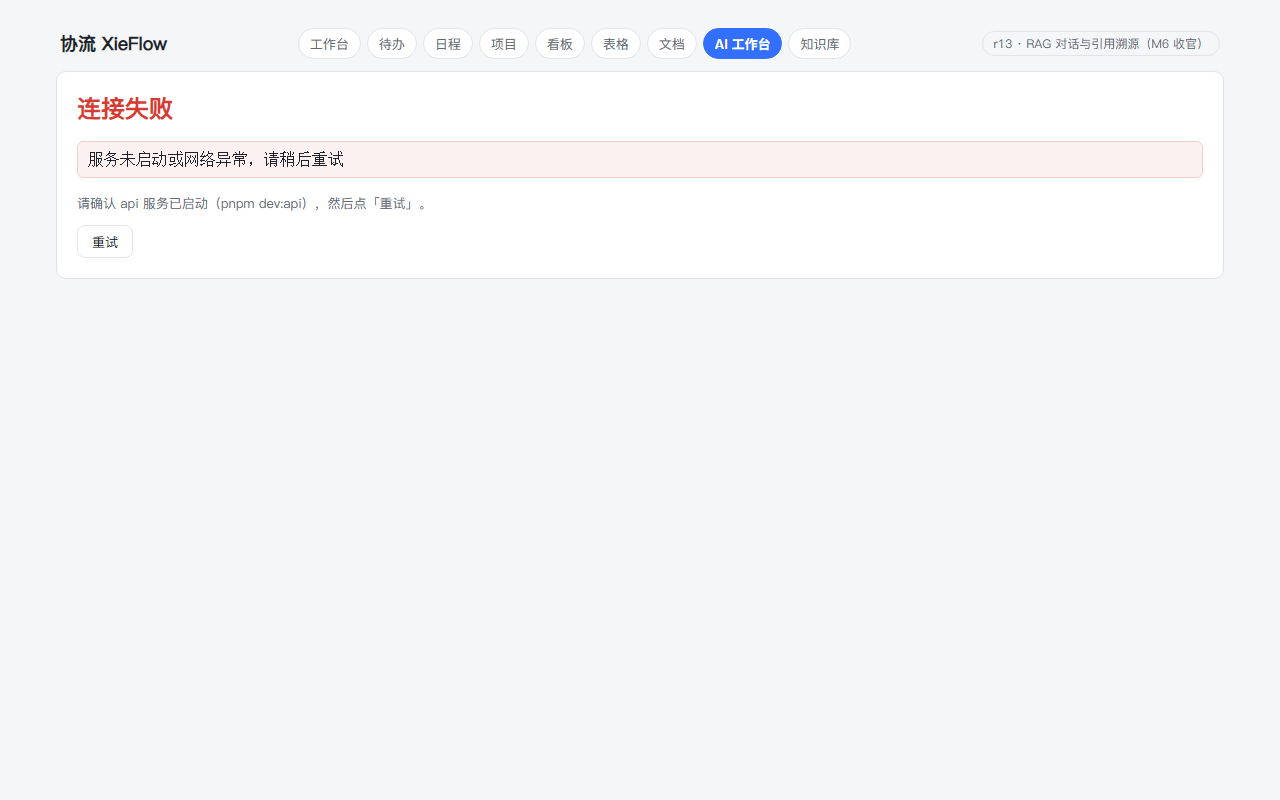 协流 XieFlow
工作台 待办 日程 项目 看板 表格 文档 AI 工作台 知识库
r13 · RAG 对话与引用溯源（M6 收官）
连接失败
服务未启动或网络异常，请稍后重试
请确认 api 服务已启动（pnpm dev:api），然后点「重试」。
重试